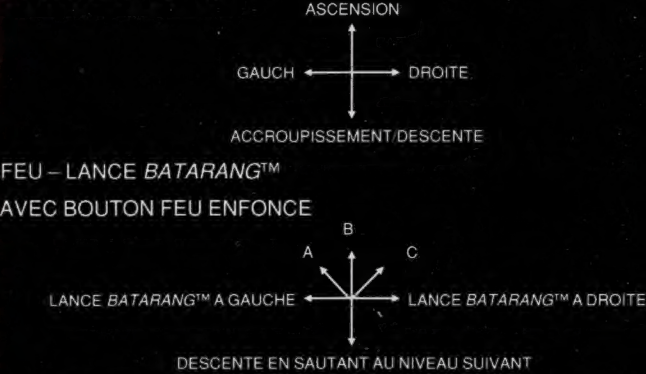 ASCENSION
GAUCH DROITE
ACCROUPISSEMENT/DESCENTE
FEU – LANCE BATARANG™
AVEC BOUTON FEU ENFONCE
B
A C
LANCE BATARANG™ A GAUCHE LANCE BATARANG™ A DROITE
DESCENTE EN SAUTANT AU NIVEAU SUIVANT